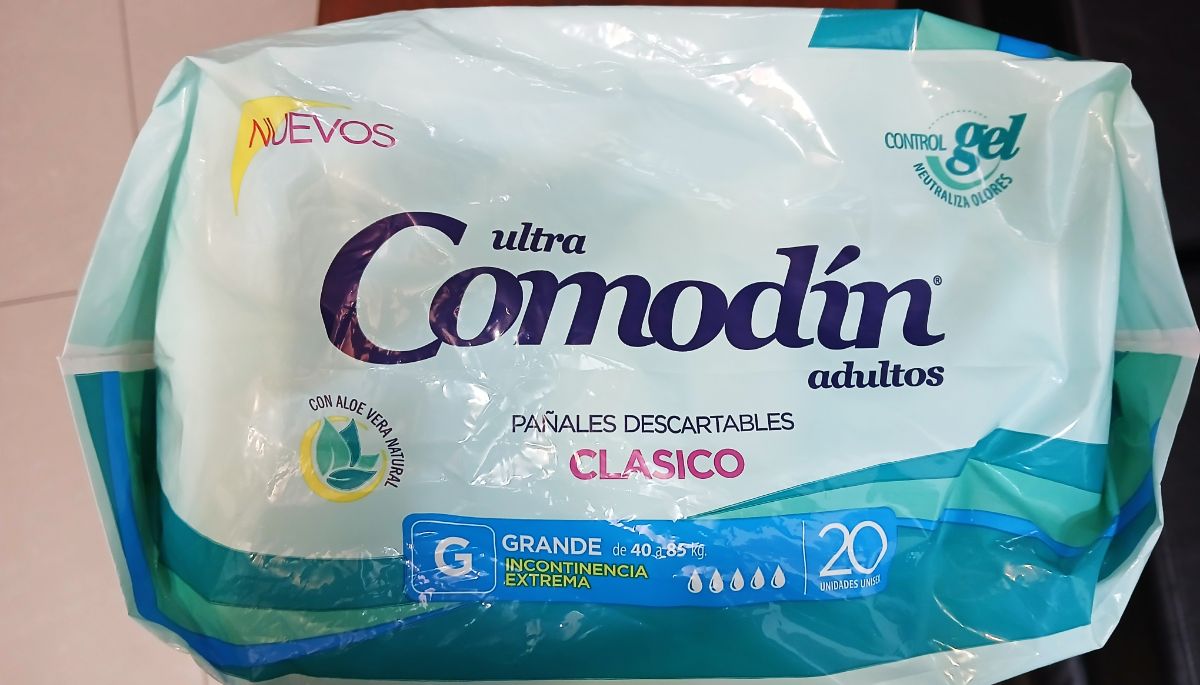 NUEVOS
CONTROL gel
NEUTRALIZA OLORES
ultra
Comodín®
adultos
CON ALOE VERA NATURAL
PAÑALES DESCARTABLES
CLASICO
G
GRANDE de 40 a 85 kg.
INCONTINENCIA
EXTREMA
20
UNIDADES UNISEX